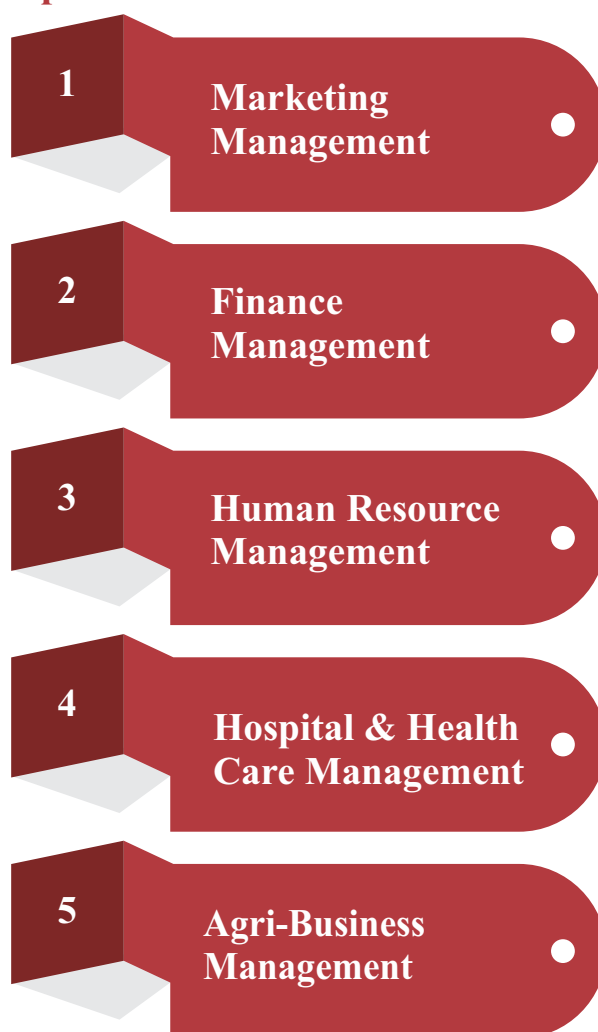 1
Marketing
Management
2
Finance
Management
3
Human Resource
Management
4
Hospital & Health
Care Management
5
Agri-Business
Management